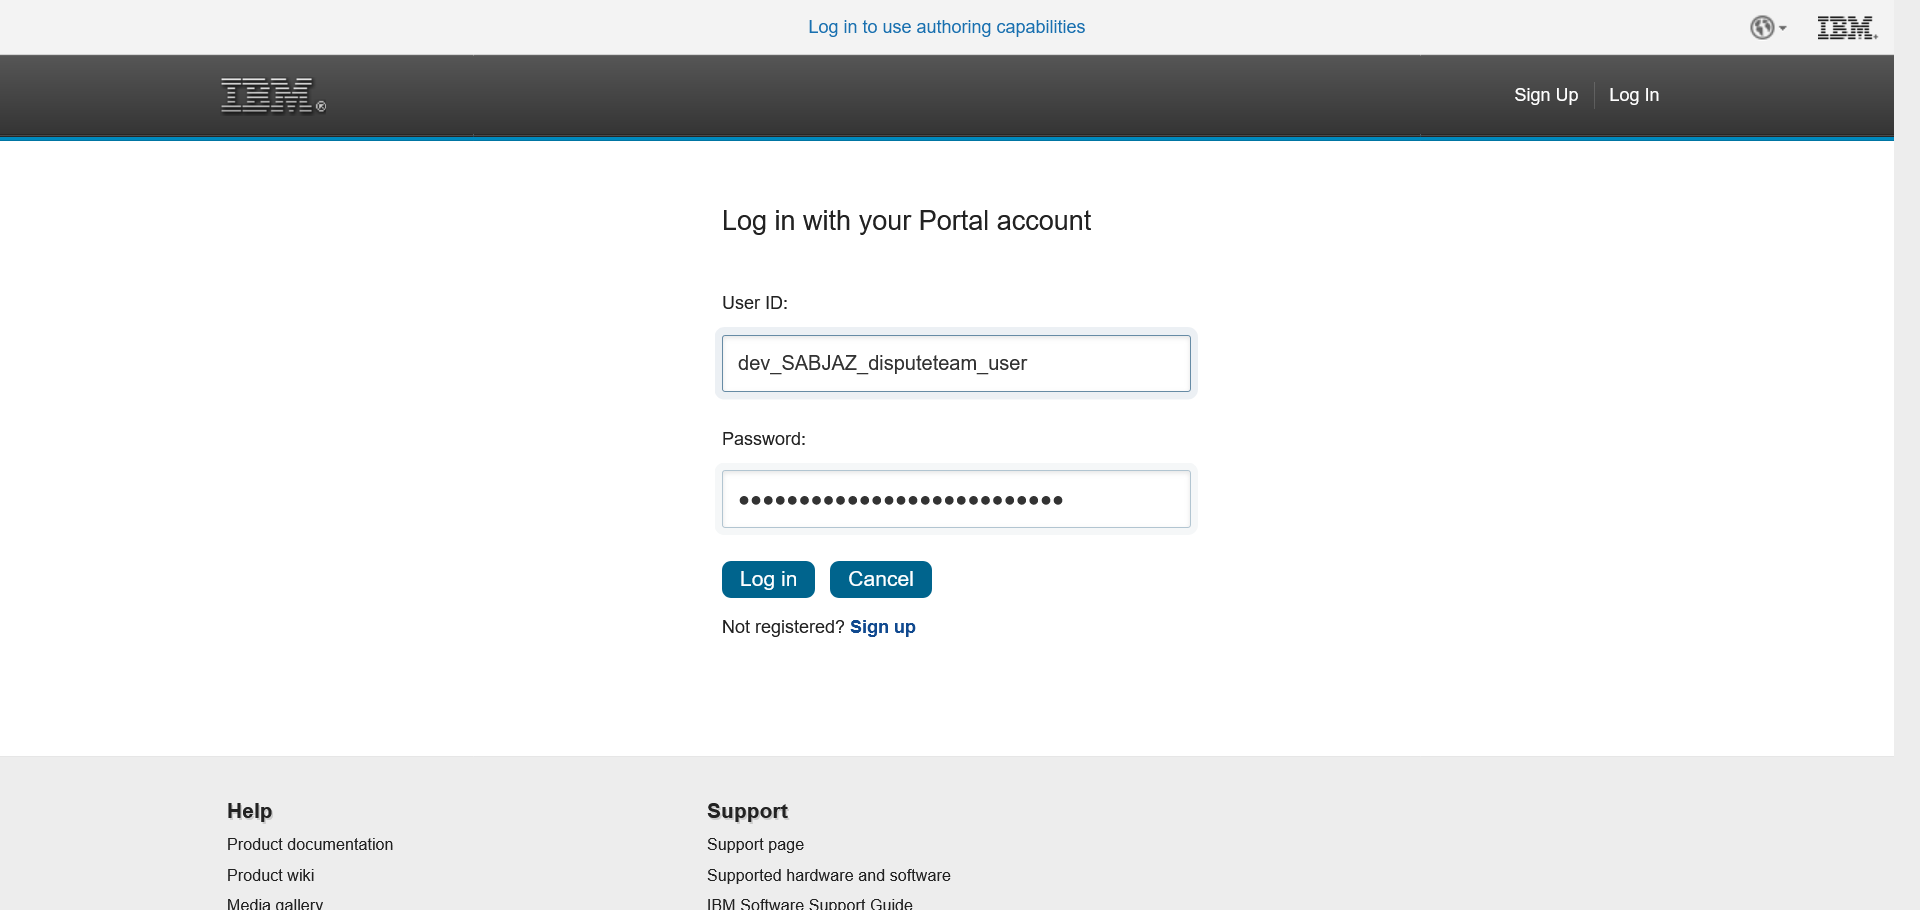 Log in to use authoring capabilities
IBM.
IBM®
Sign Up
Log In
Log in with your Portal account
User ID:
dev_SABJAZ_disputeteam_user
Password:
●●●●●●●●●●●●●●●●●●●●●●●●●●●
Log in
Cancel
Not registered? Sign up
Help
Product documentation
Product wiki
Media gallery
Support
Support page
Supported hardware and software
IBM Software Support Guide